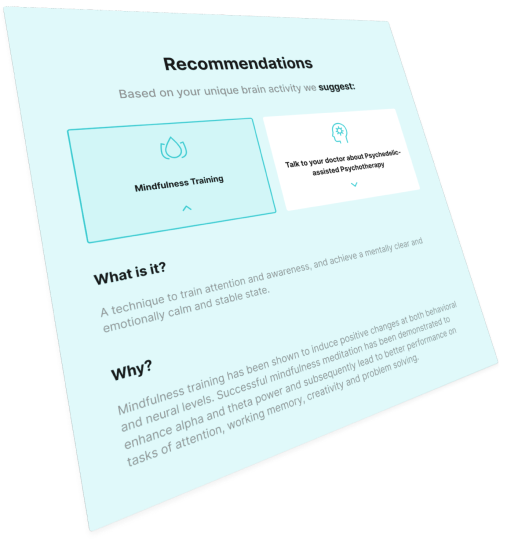 Recommendations
Based on your unique brain activity we suggest:
Mindfulness Training
Talk to your doctor about Psychedelic-
assisted Psychotherapy
What is it?
A technique to train attention and awareness, and achieve a mentally clear and
emotionally calm and stable state.
Why?
Mindfulness training has been shown to induce positive changes at both behavioral
and neural levels. Successful mindfulness meditation has been demonstrated to
enhance alpha and theta power and subsequently lead to better performance on
tasks of attention, working memory, creativity and problem solving.